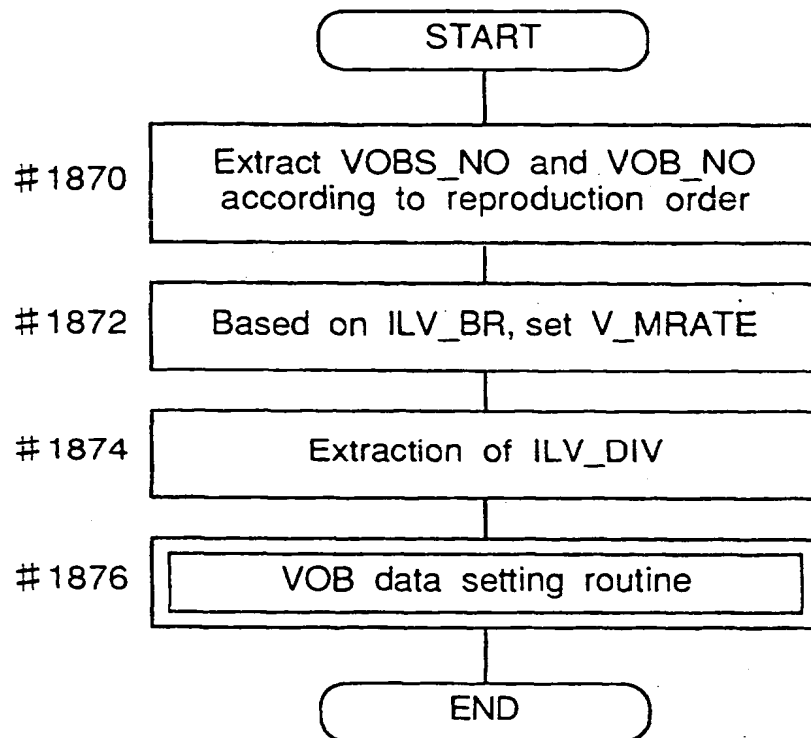 START
#1870
Extract VOBS_NO and VOB_NO
according to reproduction order
#1872
Based on ILV_BR, set V_MRATE
#1874
Extraction of ILV_DIV
#1876
VOB data setting routine
END